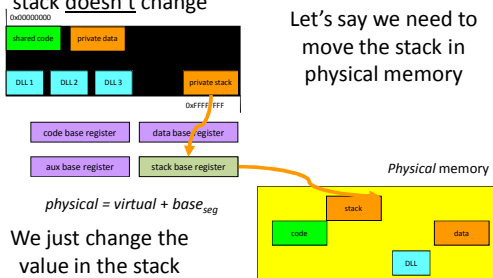 stack doesn't change
0x00000000
shared code
private data
DLL 1
DLL 2
DLL 3
private stack
0xFFFFFFFF
Let's say we need to
move the stack in
physical memory
code base register
data base register
aux base register
stack base register
Physical memory
physical = virtual + baseseg
stack
code
data
DLL
We just change the
value in the stack